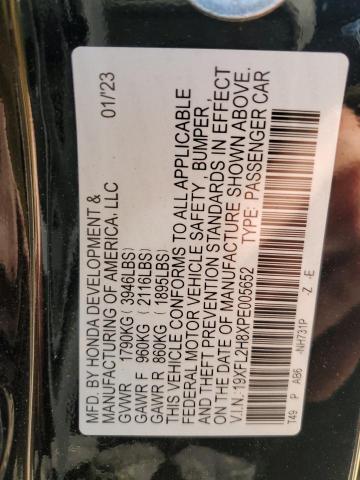 MFD. BY HONDA DEVELOPMENT &
MANUFACTURING OF AMERICA, LLC 01/'23
GVWR 1790KG ( 3946LBS)
GAWR F 960KG ( 2116LBS)
GAWR R 860KG ( 1895LBS)
THIS VEHICLE CONFORMS TO ALL APPLICABLE
FEDERAL MOTOR VEHICLE SAFETY , BUMPER ,
AND THEFT PREVENTION STANDARDS IN EFFECT
ON THE DATE OF MANUFACTURE SHOWN ABOVE.
V.I.N.:19XFL2H8XPE005652 TYPE: PASSENGER CAR
T49 P AB6 -NH731P -Z -E